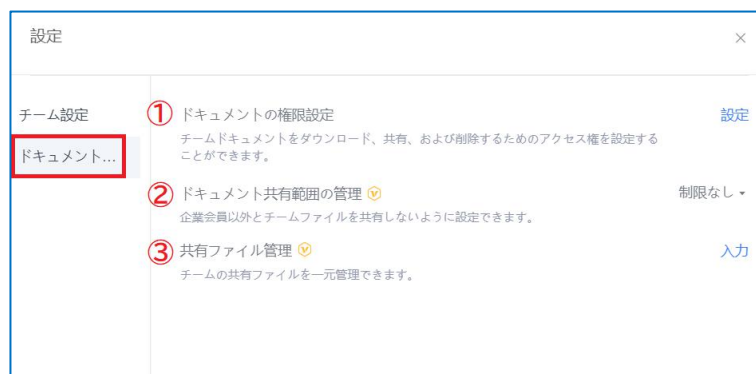 設定
×
チーム設定
ドキュメント...
① ドキュメントの権限設定 設定
チームドキュメントをダウンロード、共有、および削除するためのアクセス権を設定する
ことができます。
② ドキュメント共有範囲の管理 制限なし
企業会員以外とチームファイルを共有しないように設定できます。
③ 共有ファイル管理 入力
チームの共有ファイルを一元管理できます。